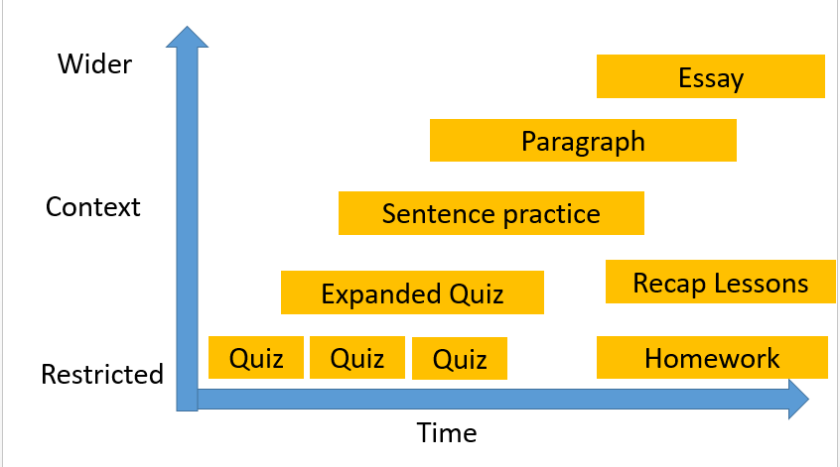 Wider
Essay
Paragraph
Context
Sentence practice
Expanded Quiz
Recap Lessons
Restricted
Quiz
Quiz
Quiz
Homework
Time